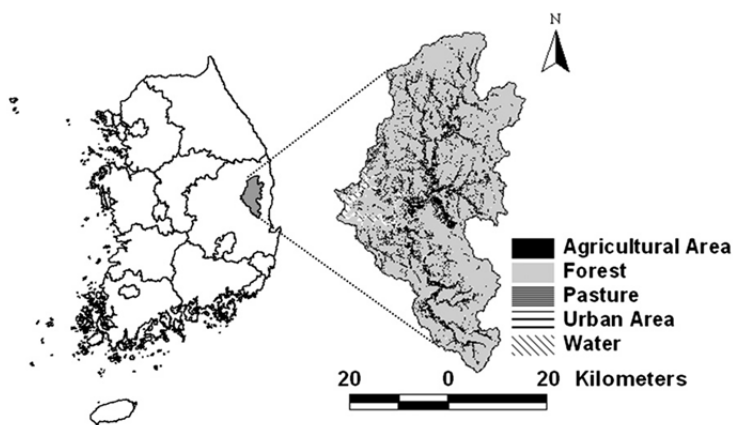 N
Agricultural Area
Forest
Pasture
Urban Area
Water
20 0 20 Kilometers